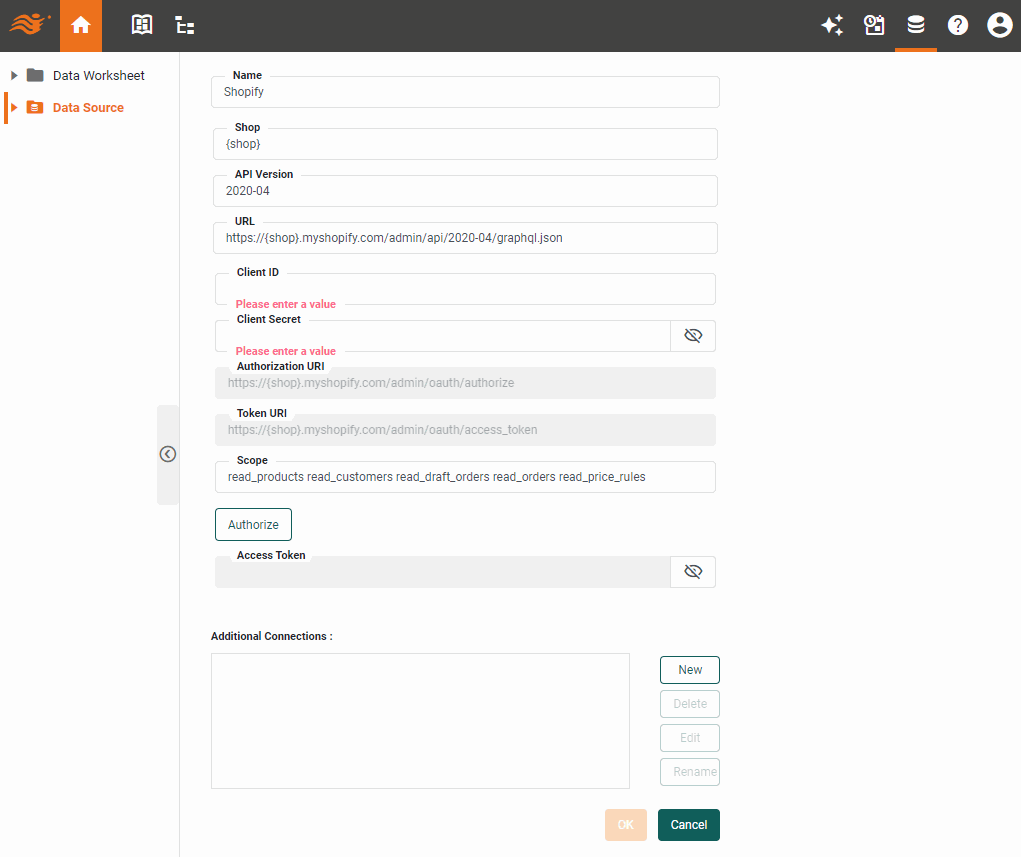 Data Worksheet
Data Source
Name
Shopify
Shop
{shop}
API Version
2020-04
URL
https://{shop}.myshopify.com/admin/api/2020-04/graphql.json
Client ID
Please enter a value
Client Secret
Please enter a value
Authorization URI
https://{shop}.myshopify.com/admin/oauth/authorize
Token URI
https://{shop}.myshopify.com/admin/oauth/access_token
Scope
read_products read_customers read_draft_orders read_orders read_price_rules
Authorize
Access Token
Additional Connections :
New
Delete
Edit
Rename
OK
Cancel